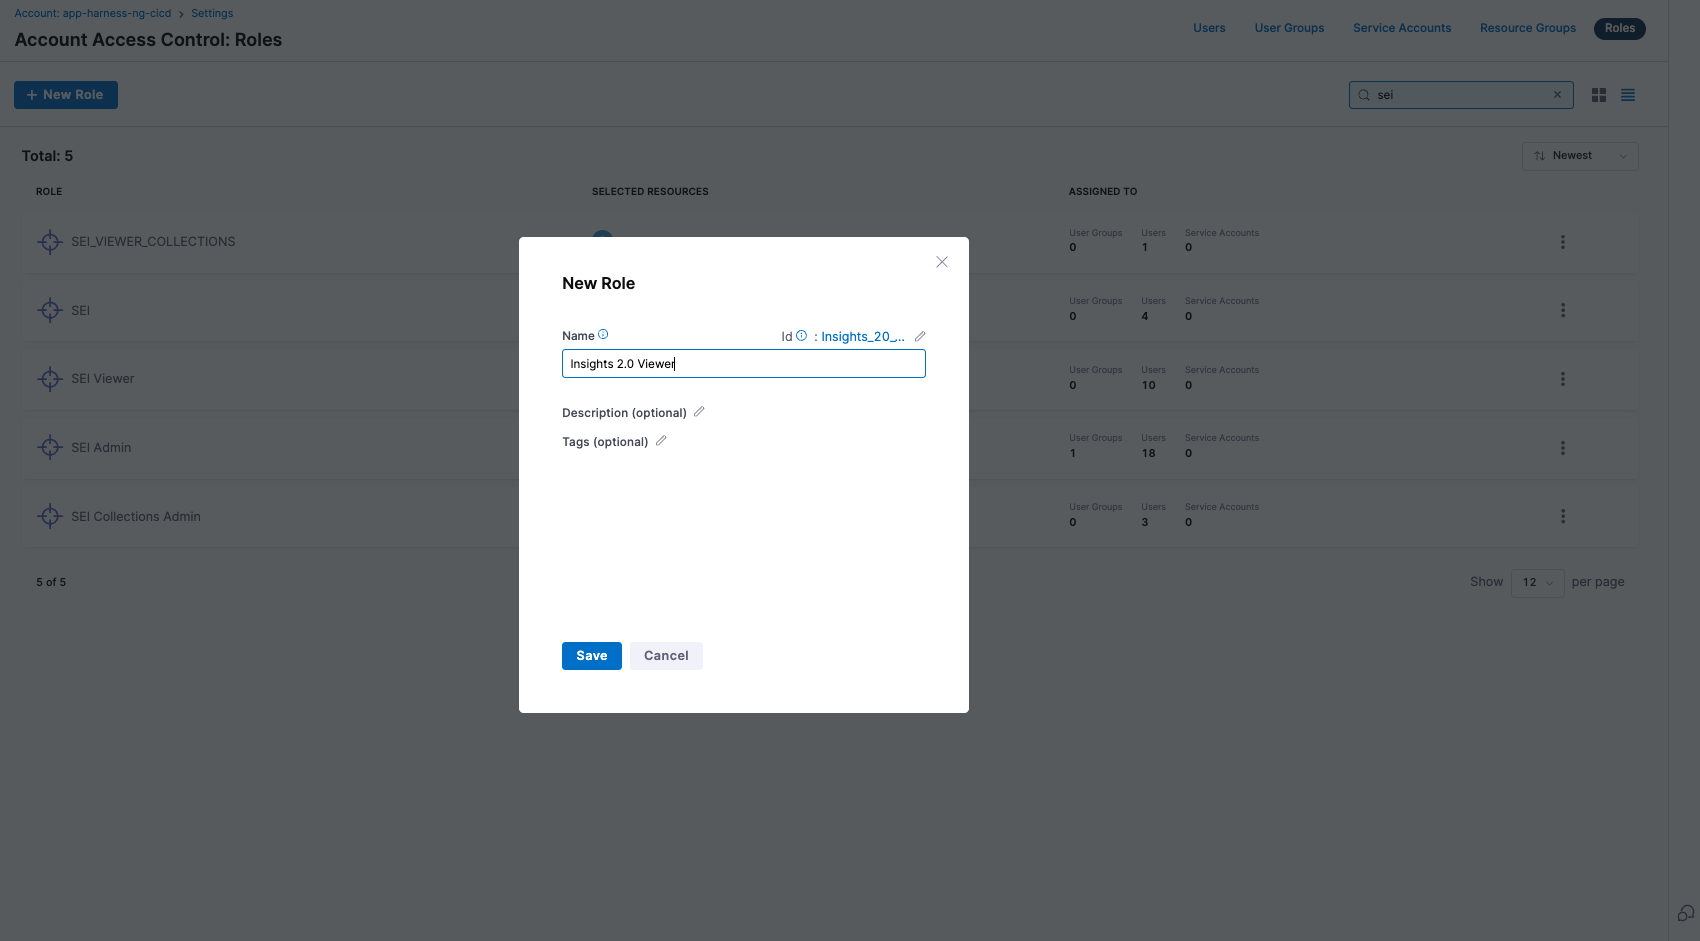 Account: app-harness-ng-cicd > Settings
Account Access Control: Roles
Users User Groups Service Accounts Resource Groups Roles
+ New Role
sei
Total: 5
Newest
ROLE SELECTED RESOURCES ASSIGNED TO
SEI_VIEWER_COLLECTIONS
User Groups Users Service Accounts
0 1 0
SEI
User Groups Users Service Accounts
0 4 0
SEI Viewer
User Groups Users Service Accounts
0 10 0
SEI Admin
User Groups Users Service Accounts
1 18 0
SEI Collections Admin
User Groups Users Service Accounts
0 3 0
5 of 5
Show 12 per page
New Role
Name Id : Insights_20_...
Insights 2.0 Viewer
Description (optional)
Tags (optional)
Save Cancel